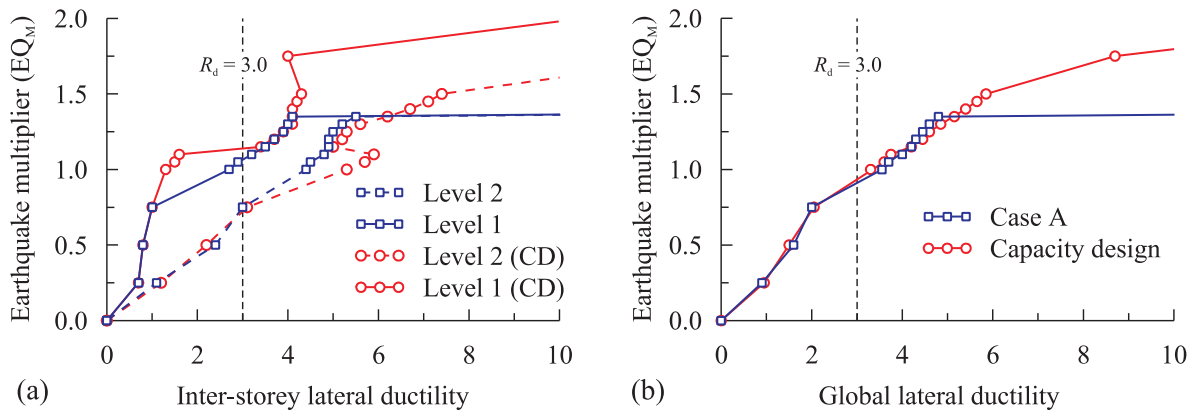 Earthquake multiplier (EQM)
2.0
1.5
1.0
0.5
0.0
Rd = 3.0
Level 2
Level 1
Level 2 (CD)
Level 1 (CD)
0 2 4 6 8 10
(a) Inter-storey lateral ductility
Earthquake multiplier (EQM)
2.0
1.5
1.0
0.5
0.0
Rd = 3.0
Case A
Capacity design
0 2 4 6 8 10
(b) Global lateral ductility